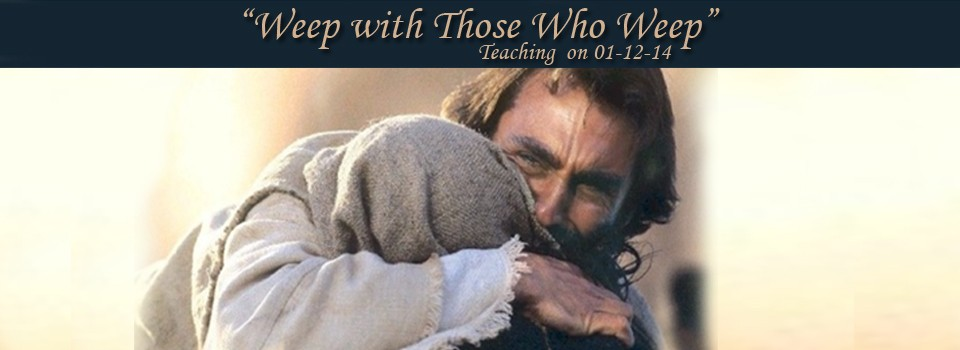 “Weep with Those Who Weep”
Teaching on 01-12-14